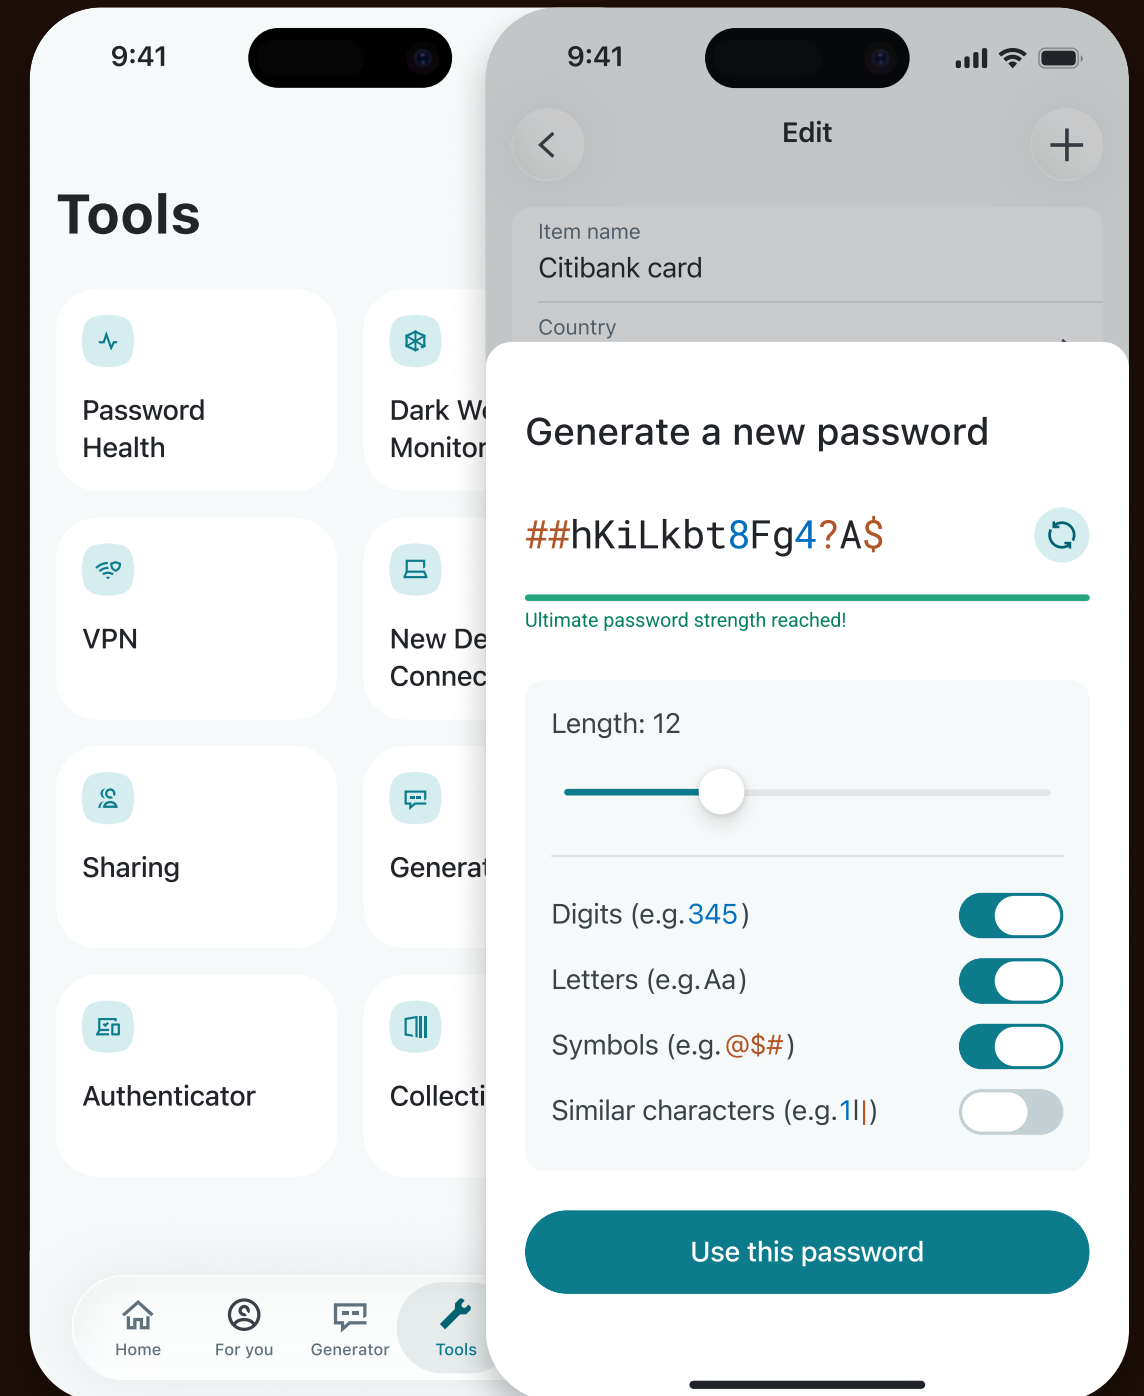 9:41
Tools
Password
Health
Dark We
Monitor
VPN
New De
Connec
Sharing
Generat
Authenticator
Collecti
Home
For you
Generator
Tools
9:41
Edit
Item name
Citibank card
Country
Generate a new password
##hKiLkbt8Fg4?A$
Ultimate password strength reached!
Length: 12
Digits (e.g. 345)
Letters (e.g. Aa)
Symbols (e.g. @$#)
Similar characters (e.g. 1l|)
Use this password